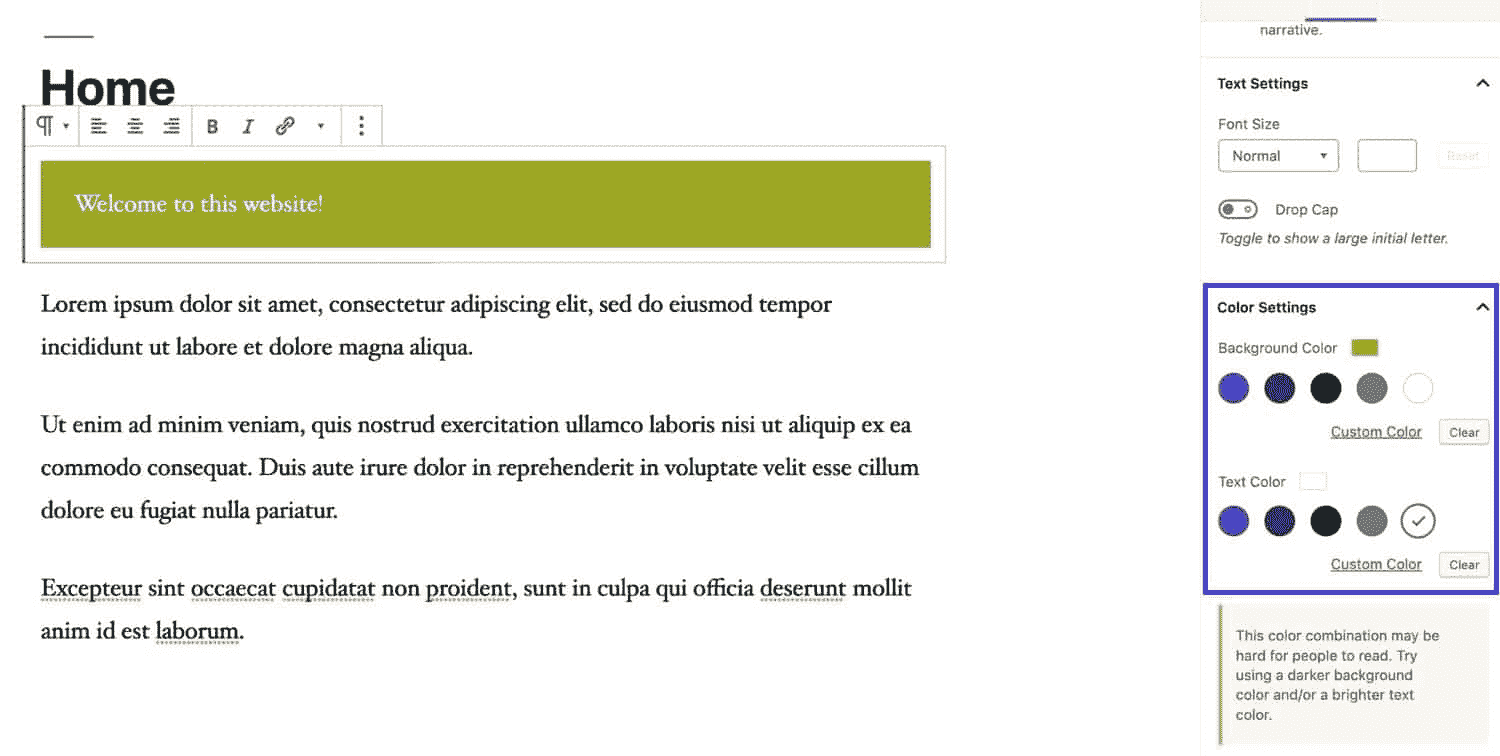 Home
B I
Welcome to this website!
Lorem ipsum dolor sit amet, consectetur adipiscing elit, sed do eiusmod tempor
incididunt ut labore et dolore magna aliqua.
Ut enim ad minim veniam, quis nostrud exercitation ullamco laboris nisi ut aliquip ex ea
commodo consequat. Duis aute irure dolor in reprehenderit in voluptate velit esse cillum
dolore eu fugiat nulla pariatur.
Excepteur sint occaecat cupidatat non proident, sunt in culpa qui officia deserunt mollit
anim id est laborum.
narrative.
Text Settings
Font Size
Normal
Reset
Drop Cap
Toggle to show a large initial letter.
Color Settings
Background Color
Custom Color Clear
Text Color
Custom Color Clear
This color combination may be
hard for people to read. Try
using a darker background
color and/or a brighter text
color.